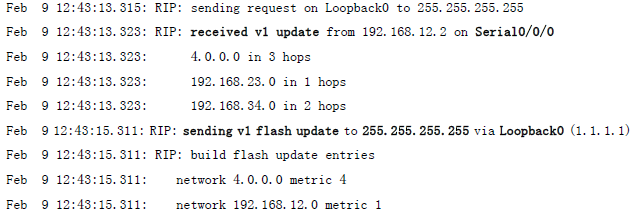 Feb  9 12:43:13.315: RIP: sending request on Loopback0 to 255.255.255.255
Feb  9 12:43:13.323: RIP: received v1 update from 192.168.12.2 on Serial0/0/0
Feb  9 12:43:13.323:      4.0.0.0 in 3 hops
Feb  9 12:43:13.323:      192.168.23.0 in 1 hops
Feb  9 12:43:13.323:      192.168.34.0 in 2 hops
Feb  9 12:43:15.311: RIP: sending v1 flash update to 255.255.255.255 via Loopback0 (1.1.1.1)
Feb  9 12:43:15.311: RIP: build flash update entries
Feb  9 12:43:15.311:    network 4.0.0.0 metric 4
Feb  9 12:43:15.311:    network 192.168.12.0 metric 1